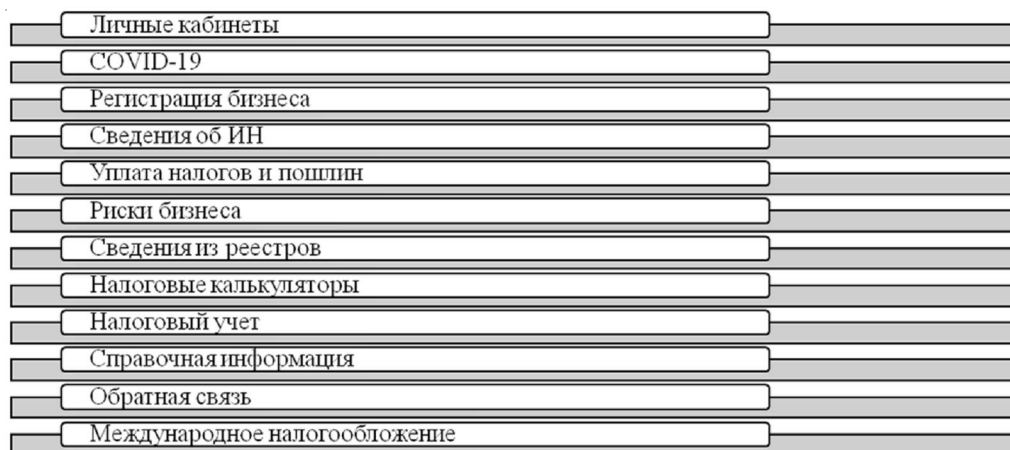 Личные кабинеты
COVID-19
Регистрация бизнеса
Сведения об ИН
Уплата налогов и пошлин
Риски бизнеса
Сведения из реестров
Налоговые калькуляторы
Налоговый учет
Справочная информация
Обратная связь
Международное налогообложение